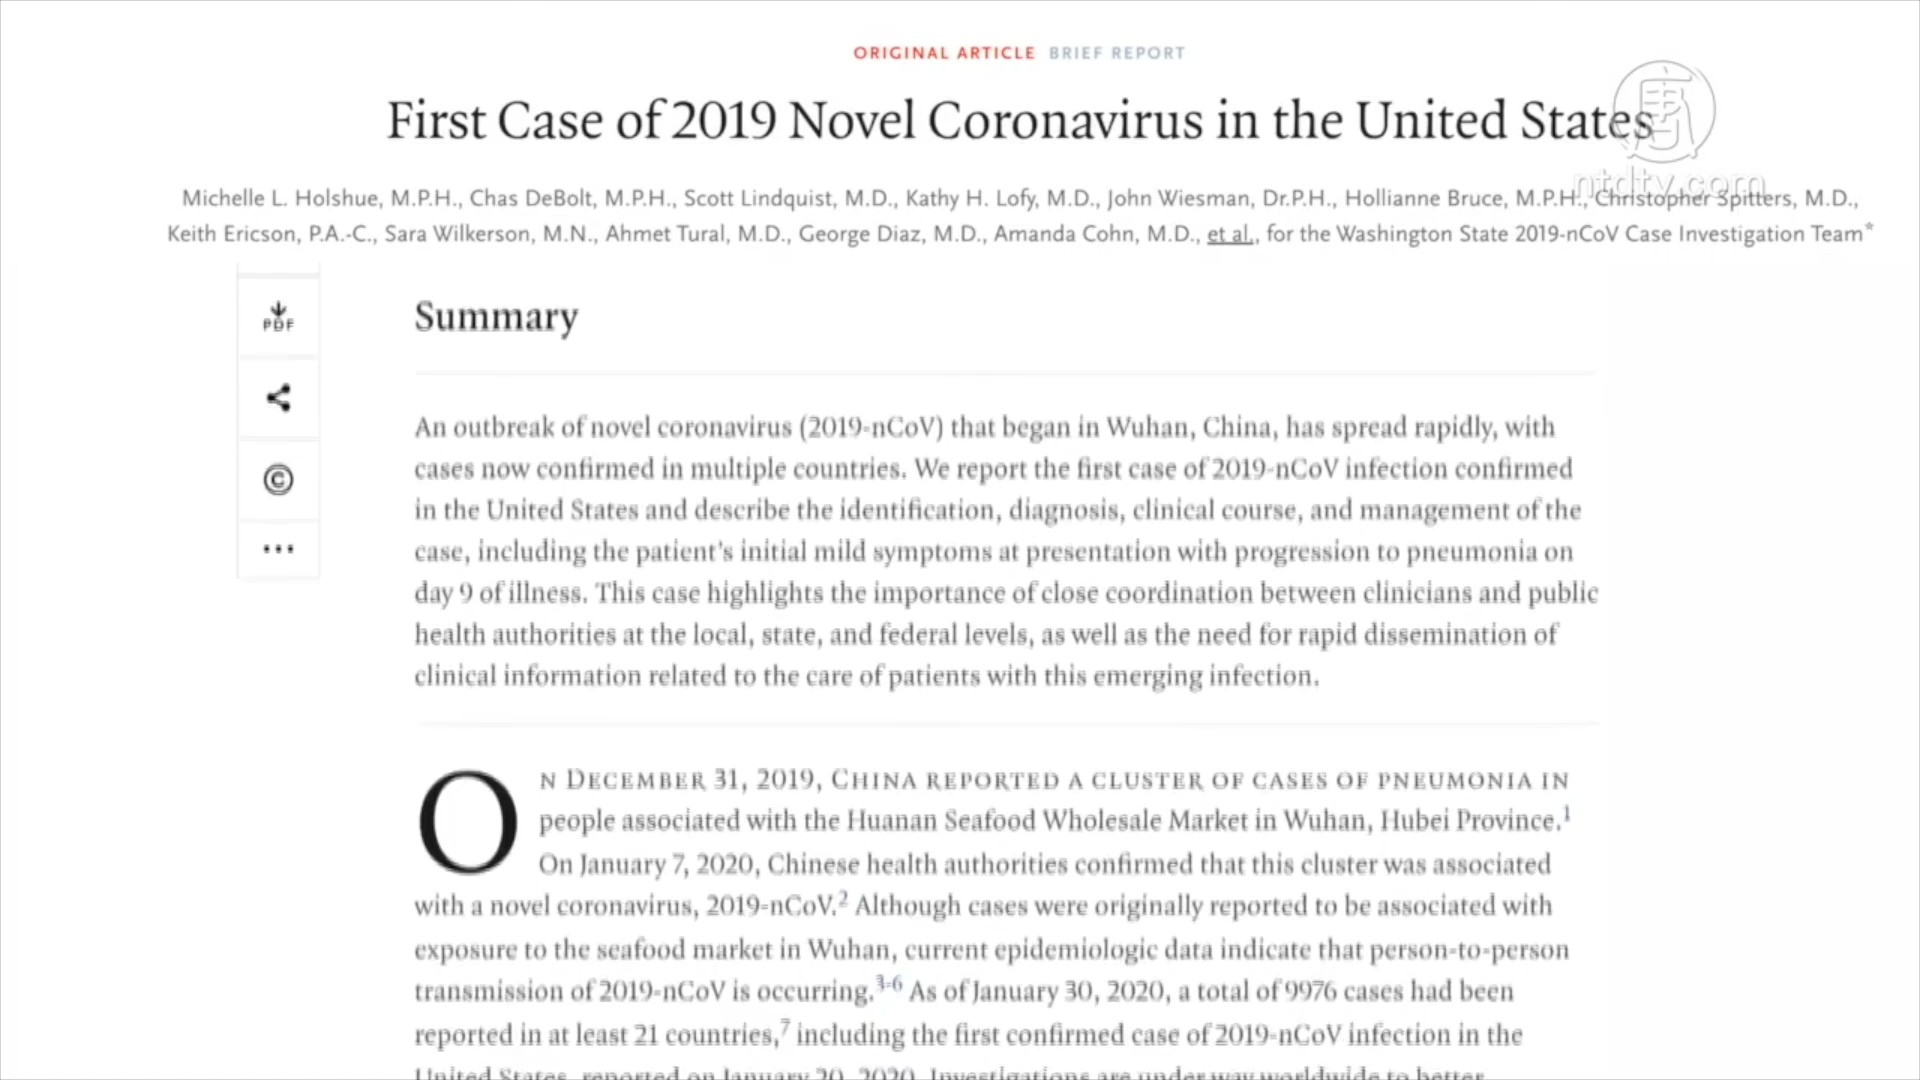 ORIGINAL ARTICLE BRIEF REPORT
First Case of 2019 Novel Coronavirus in the United States
ntdtv.com
Michelle L. Holshue, M.P.H., Chas DeBolt, M.P.H., Scott Lindquist, M.D., Kathy H. Lofy, M.D., John Wiesman, Dr.P.H., Hollianne Bruce, M.P.H., Christopher Spitters, M.D.,
Keith Ericson, P.A.-C., Sara Wilkerson, M.N., Ahmet Tural, M.D., George Diaz, M.D., Amanda Cohn, M.D., et al., for the Washington State 2019-nCoV Case Investigation Team*
PDF
Summary
An outbreak of novel coronavirus (2019-nCoV) that began in Wuhan, China, has spread rapidly, with
cases now confirmed in multiple countries. We report the first case of 2019-nCoV infection confirmed
in the United States and describe the identification, diagnosis, clinical course, and management of the
case, including the patient's initial mild symptoms at presentation with progression to pneumonia on
day 9 of illness. This case highlights the importance of close coordination between clinicians and public
health authorities at the local, state, and federal levels, as well as the need for rapid dissemination of
clinical information related to the care of patients with this emerging infection.
ON DECEMBER 31, 2019, CHINA REPORTED A CLUSTER OF CASES OF PNEUMONIA IN
people associated with the Huanan Seafood Wholesale Market in Wuhan, Hubei Province.1
On January 7, 2020, Chinese health authorities confirmed that this cluster was associated
with a novel coronavirus, 2019-nCoV.2 Although cases were originally reported to be associated with
exposure to the seafood market in Wuhan, current epidemiologic data indicate that person-to-person
transmission of 2019-nCoV is occurring.3-6 As of January 30, 2020, a total of 9976 cases had been
reported in at least 21 countries,7 including the first confirmed case of 2019-nCoV infection in the
United States, reported on January 20, 2020. Investigations are under way worldwide to better